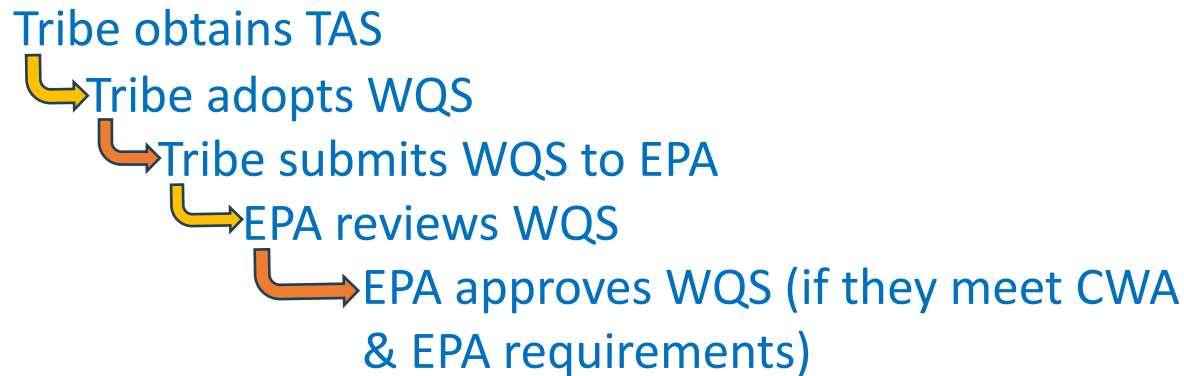 Tribe obtains TAS
Tribe adopts WQS
Tribe submits WQS to EPA
EPA reviews WQS
EPA approves WQS (if they meet CWA
& EPA requirements)